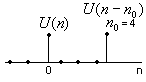 U(n)
U(n − n₀)
n₀ = 4
0
n